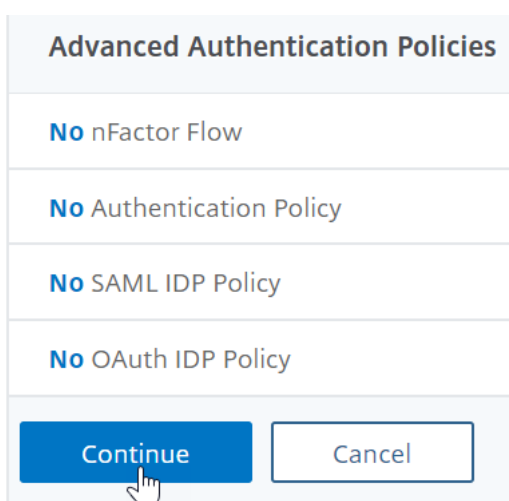 Advanced Authentication Policies
No nFactor Flow
No Authentication Policy
No SAML IDP Policy
No OAuth IDP Policy
Continue Cancel